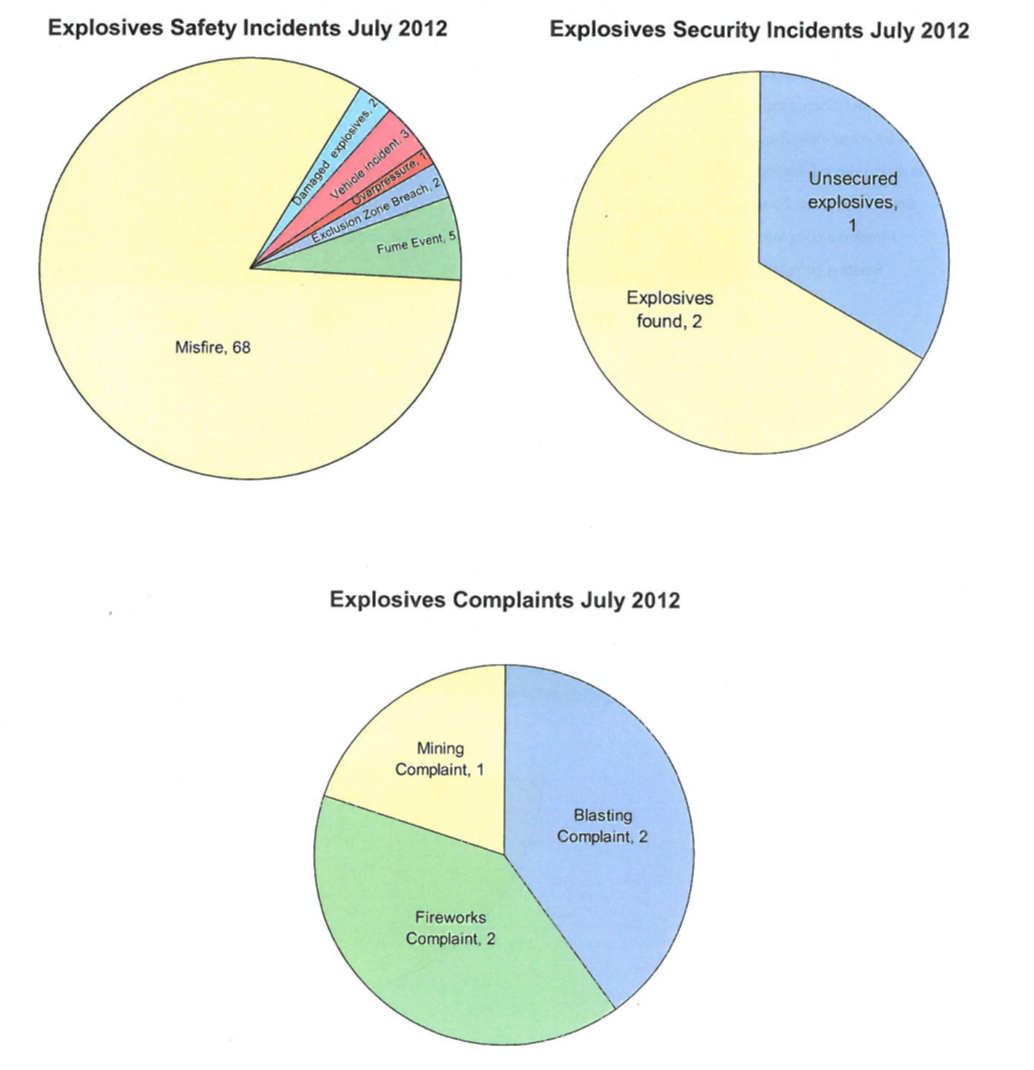 Explosives Safety Incidents July 2012
Damaged explosives, 2
Vehicle incident, 3
Overpressure, 1
Exclusion Zone Breach, 2
Fume Event, 5
Misfire, 68
Explosives Security Incidents July 2012
Unsecured
explosives,
1
Explosives
found, 2
Explosives Complaints July 2012
Mining
Complaint, 1
Blasting
Complaint, 2
Fireworks
Complaint, 2